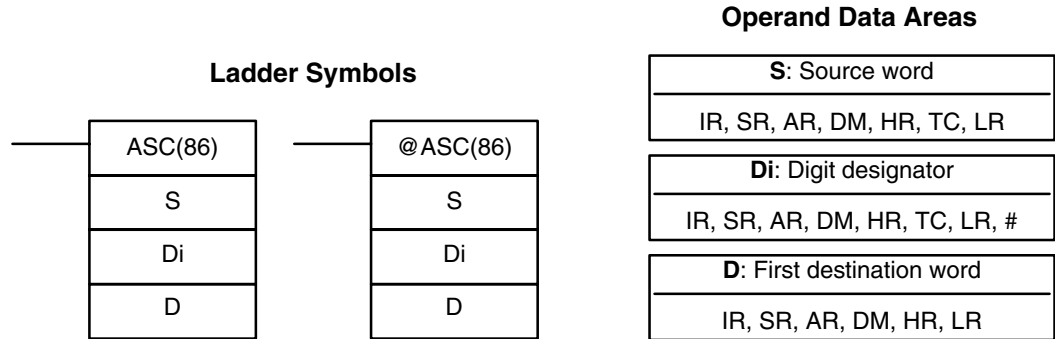 Ladder Symbols
ASC(86)
S
Di
D
@ASC(86)
S
Di
D
Operand Data Areas
S: Source word
IR, SR, AR, DM, HR, TC, LR
Di: Digit designator
IR, SR, AR, DM, HR, TC, LR, #
D: First destination word
IR, SR, AR, DM, HR, LR